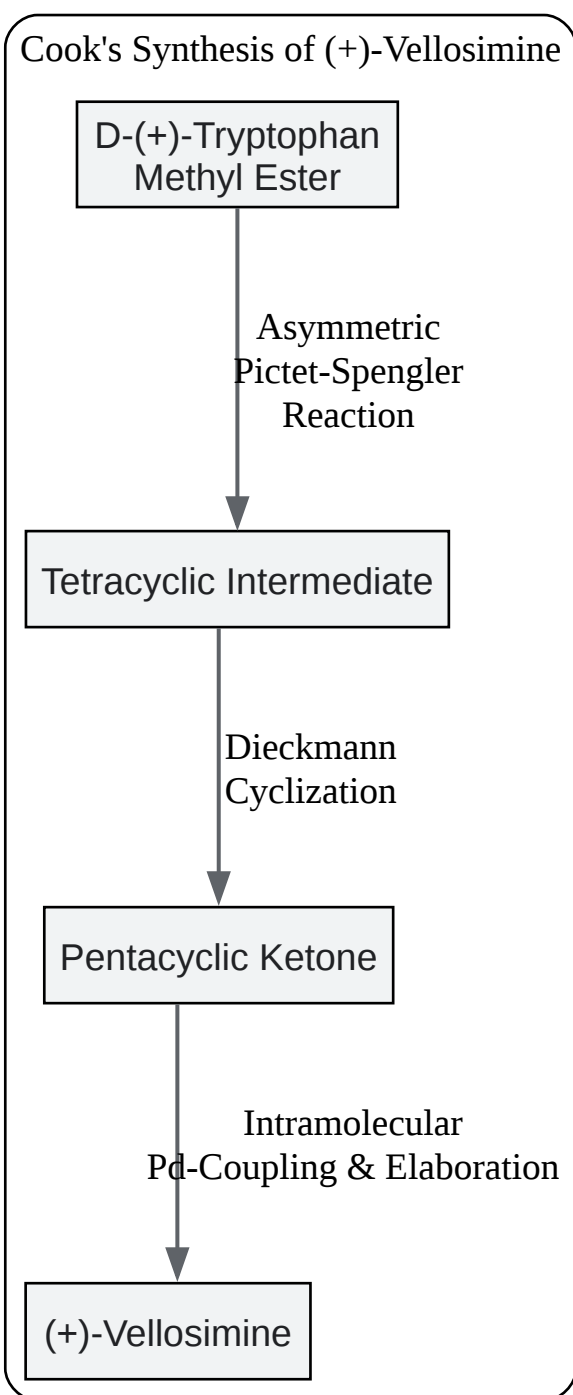 Cook's Synthesis of (+)-Vellosimine
D-(+)-Tryptophan
Methyl Ester
Asymmetric
Pictet-Spengler
Reaction
Tetracyclic Intermediate
Dieckmann
Cyclization
Pentacyclic Ketone
Intramolecular
Pd-Coupling & Elaboration
(+)-Vellosimine